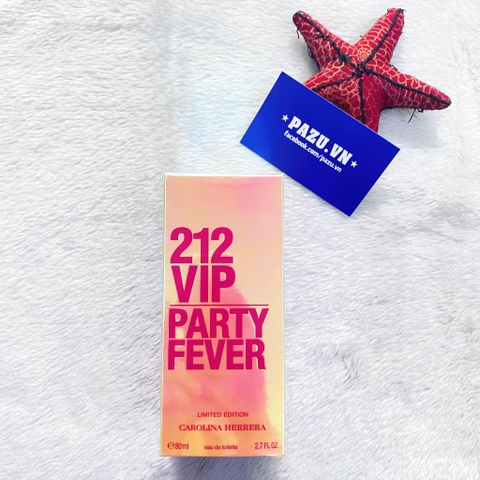 ★ PAZU.VN ★
facebook.com/pazu.vn
212
VIP
PARTY
FEVER
LIMITED EDITION
CAROLINA HERRERA
℮80ml eau de toilette 2.7 FL.OZ